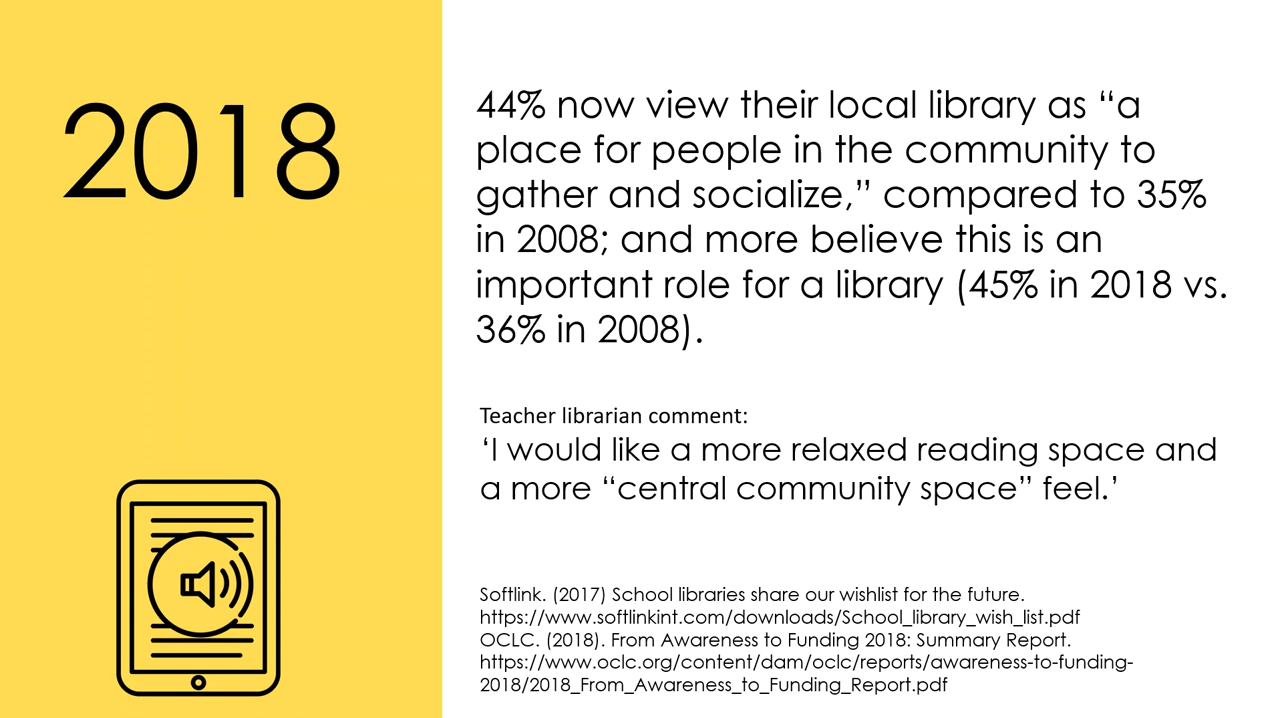 2018
44% now view their local library as “a
place for people in the community to
gather and socialize,” compared to 35%
in 2008; and more believe this is an
important role for a library (45% in 2018 vs.
36% in 2008).
Teacher librarian comment:
‘I would like a more relaxed reading space and
a more “central community space” feel.’
Softlink. (2017) School libraries share our wishlist for the future.
https://www.softlinkint.com/downloads/School_library_wish_list.pdf
OCLC. (2018). From Awareness to Funding 2018: Summary Report.
https://www.oclc.org/content/dam/oclc/reports/awareness-to-funding-
2018/2018_From_Awareness_to_Funding_Report.pdf